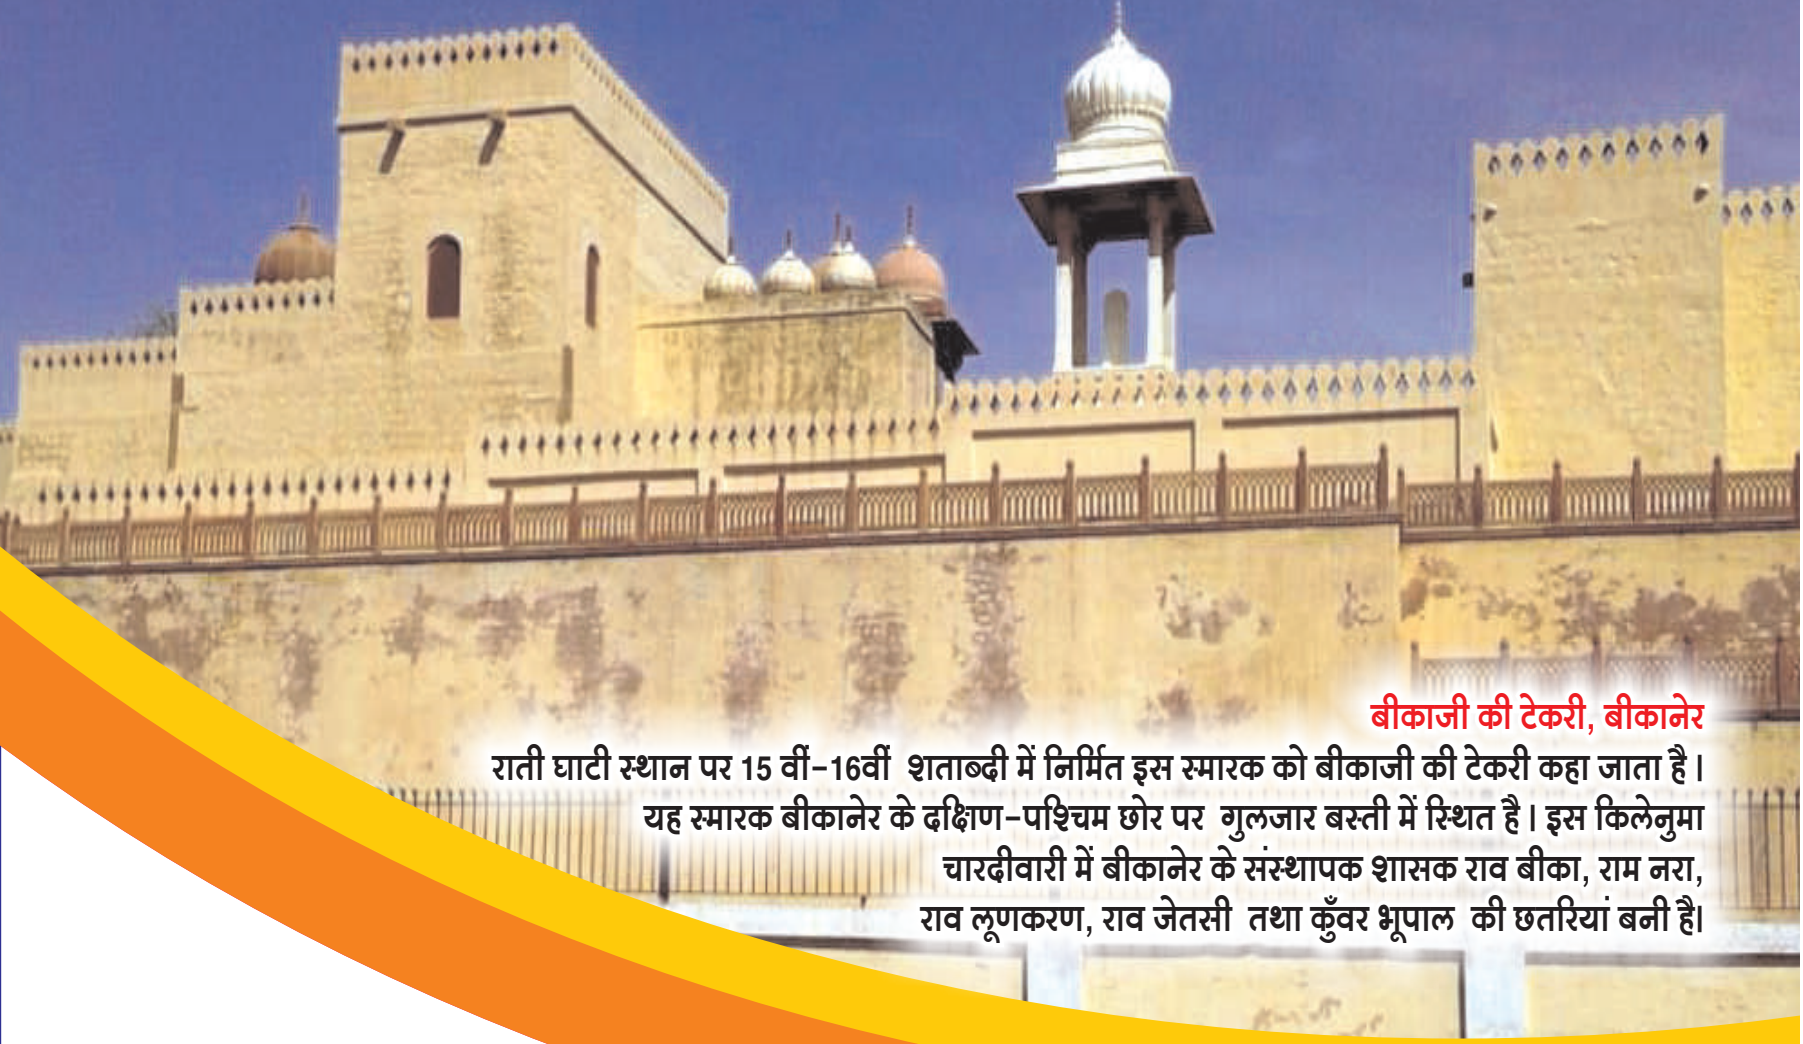 बीकाजी की टेकरी, बीकानेर
राती घाटी स्थान पर 15 वीं–16वीं शताब्दी में निर्मित इस स्मारक को बीकाजी की टेकरी कहा जाता है।
यह स्मारक बीकानेर के दक्षिण–पश्चिम छोर पर गुलजार बस्ती में स्थित है। इस किलेनुमा
चारदीवारी में बीकानेर के संस्थापक शासक राव बीका, राम नरा,
राव लूणकरण, राव जेतसी तथा कुँवर भूपाल की छतरियां बनी है।